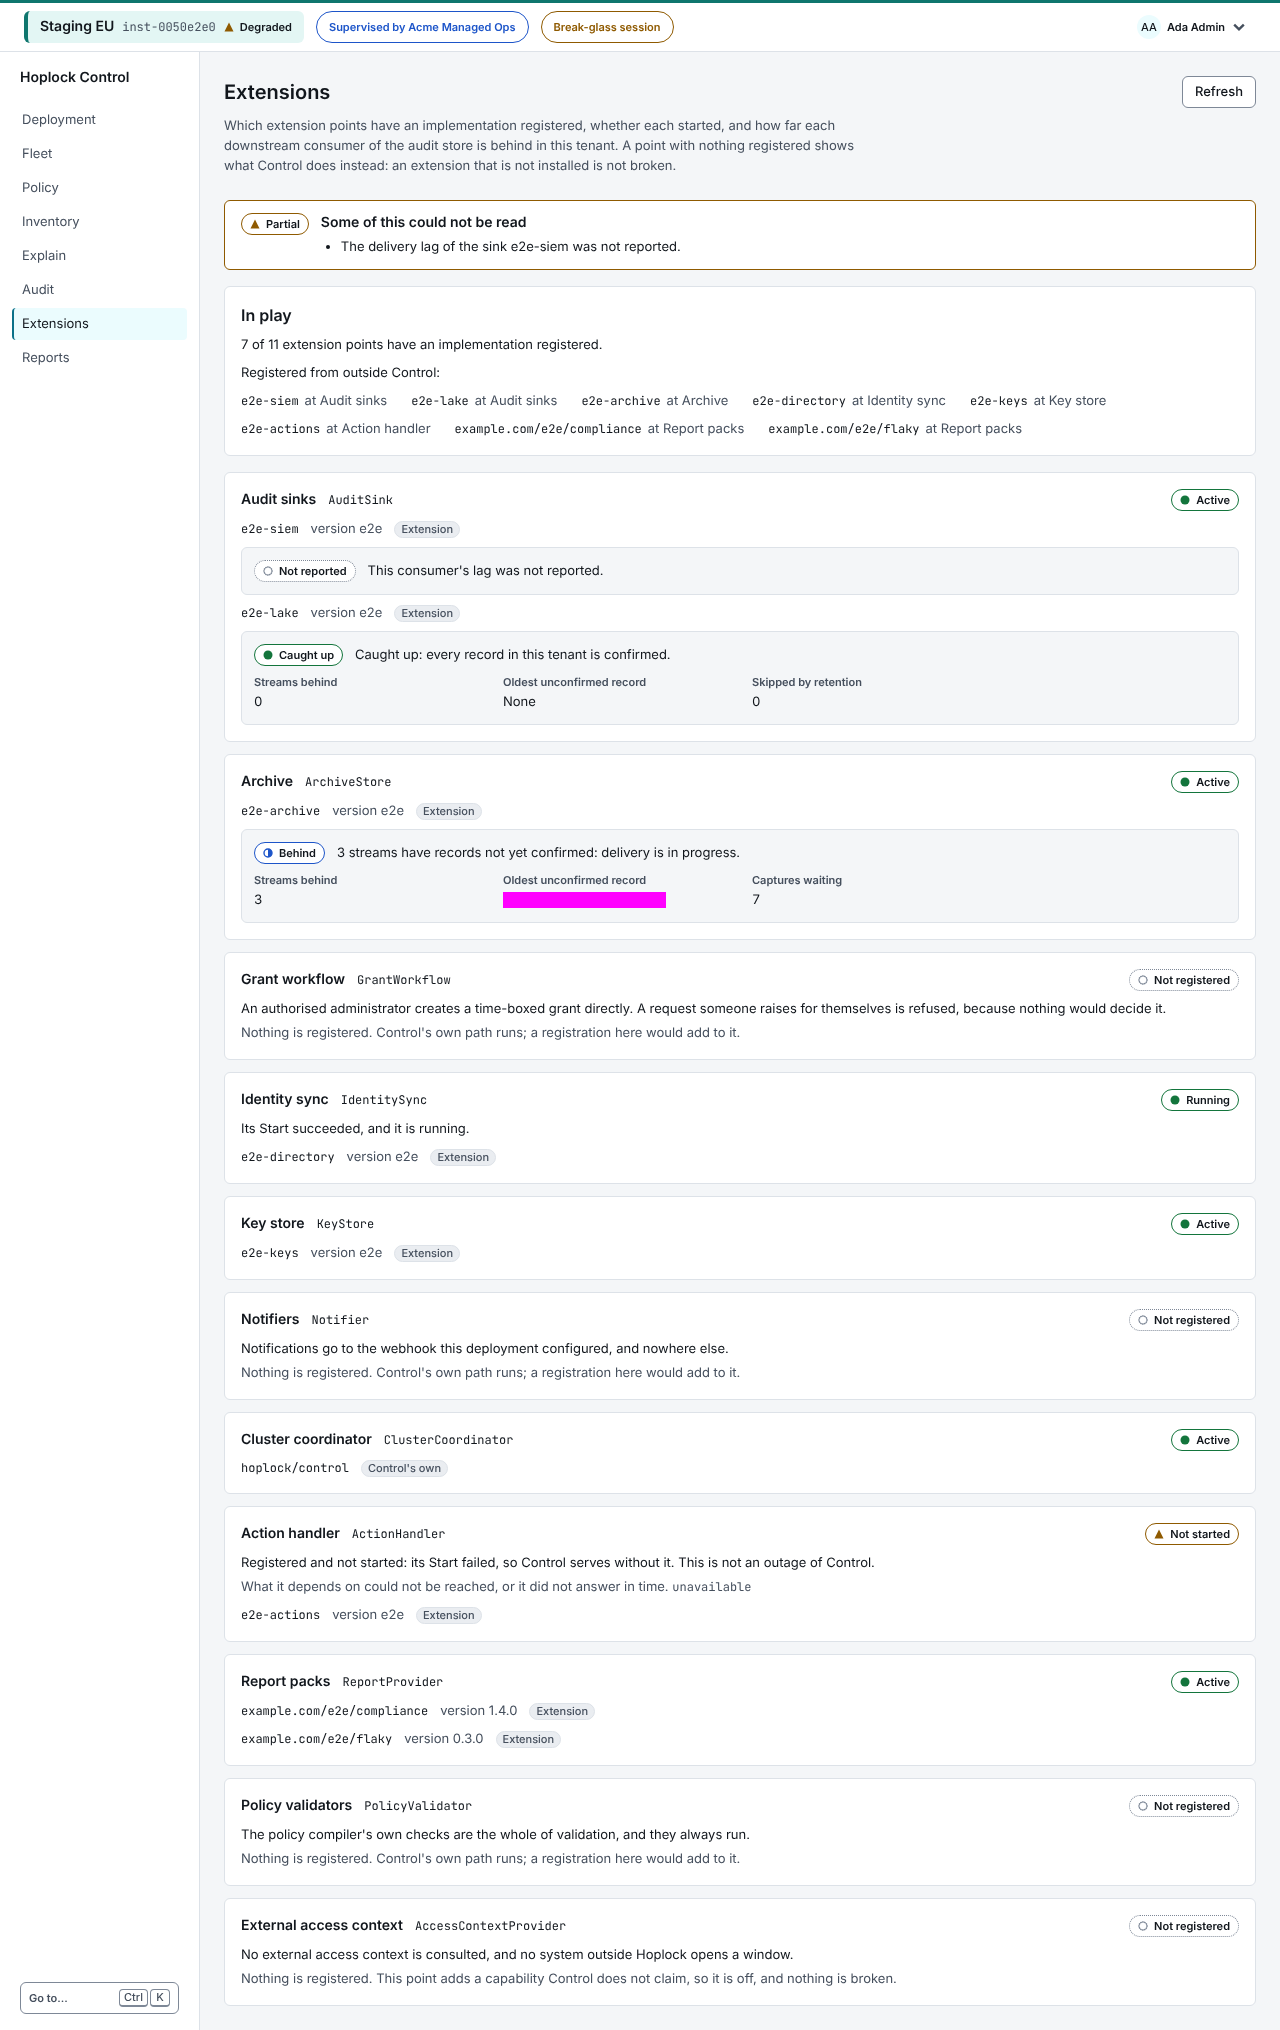 Staging EU inst-0050e2e0 Degraded Supervised by Acme Managed Ops Break-glass session AA Ada Admin
Hoplock Control
Deployment
Fleet
Policy
Inventory
Explain
Audit
Extensions
Reports
Go to... Ctrl K
Extensions
Refresh
Which extension points have an implementation registered, whether each started, and how far each
downstream consumer of the audit store is behind in this tenant. A point with nothing registered shows
what Control does instead: an extension that is not installed is not broken.
Partial Some of this could not be read
• The delivery lag of the sink e2e-siem was not reported.
In play
7 of 11 extension points have an implementation registered.
Registered from outside Control:
e2e-siem at Audit sinks e2e-lake at Audit sinks e2e-archive at Archive e2e-directory at Identity sync e2e-keys at Key store
e2e-actions at Action handler example.com/e2e/compliance at Report packs example.com/e2e/flaky at Report packs
Audit sinks AuditSink Active
e2e-siem version e2e Extension
Not reported This consumer's lag was not reported.
e2e-lake version e2e Extension
Caught up Caught up: every record in this tenant is confirmed.
Streams behind Oldest unconfirmed record Skipped by retention
0 None 0
Archive ArchiveStore Active
e2e-archive version e2e Extension
Behind 3 streams have records not yet confirmed: delivery is in progress.
Streams behind Oldest unconfirmed record Captures waiting
3 7
Grant workflow GrantWorkflow Not registered
An authorised administrator creates a time-boxed grant directly. A request someone raises for themselves is refused, because nothing would decide it.
Nothing is registered. Control's own path runs; a registration here would add to it.
Identity sync IdentitySync Running
Its Start succeeded, and it is running.
e2e-directory version e2e Extension
Key store KeyStore Active
e2e-keys version e2e Extension
Notifiers Notifier Not registered
Notifications go to the webhook this deployment configured, and nowhere else.
Nothing is registered. Control's own path runs; a registration here would add to it.
Cluster coordinator ClusterCoordinator Active
hoplock/control Control's own
Action handler ActionHandler Not started
Registered and not started: its Start failed, so Control serves without it. This is not an outage of Control.
What it depends on could not be reached, or it did not answer in time. unavailable
e2e-actions version e2e Extension
Report packs ReportProvider Active
example.com/e2e/compliance version 1.4.0 Extension
example.com/e2e/flaky version 0.3.0 Extension
Policy validators PolicyValidator Not registered
The policy compiler's own checks are the whole of validation, and they always run.
Nothing is registered. Control's own path runs; a registration here would add to it.
External access context AccessContextProvider Not registered
No external access context is consulted, and no system outside Hoplock opens a window.
Nothing is registered. This point adds a capability Control does not claim, so it is off, and nothing is broken.